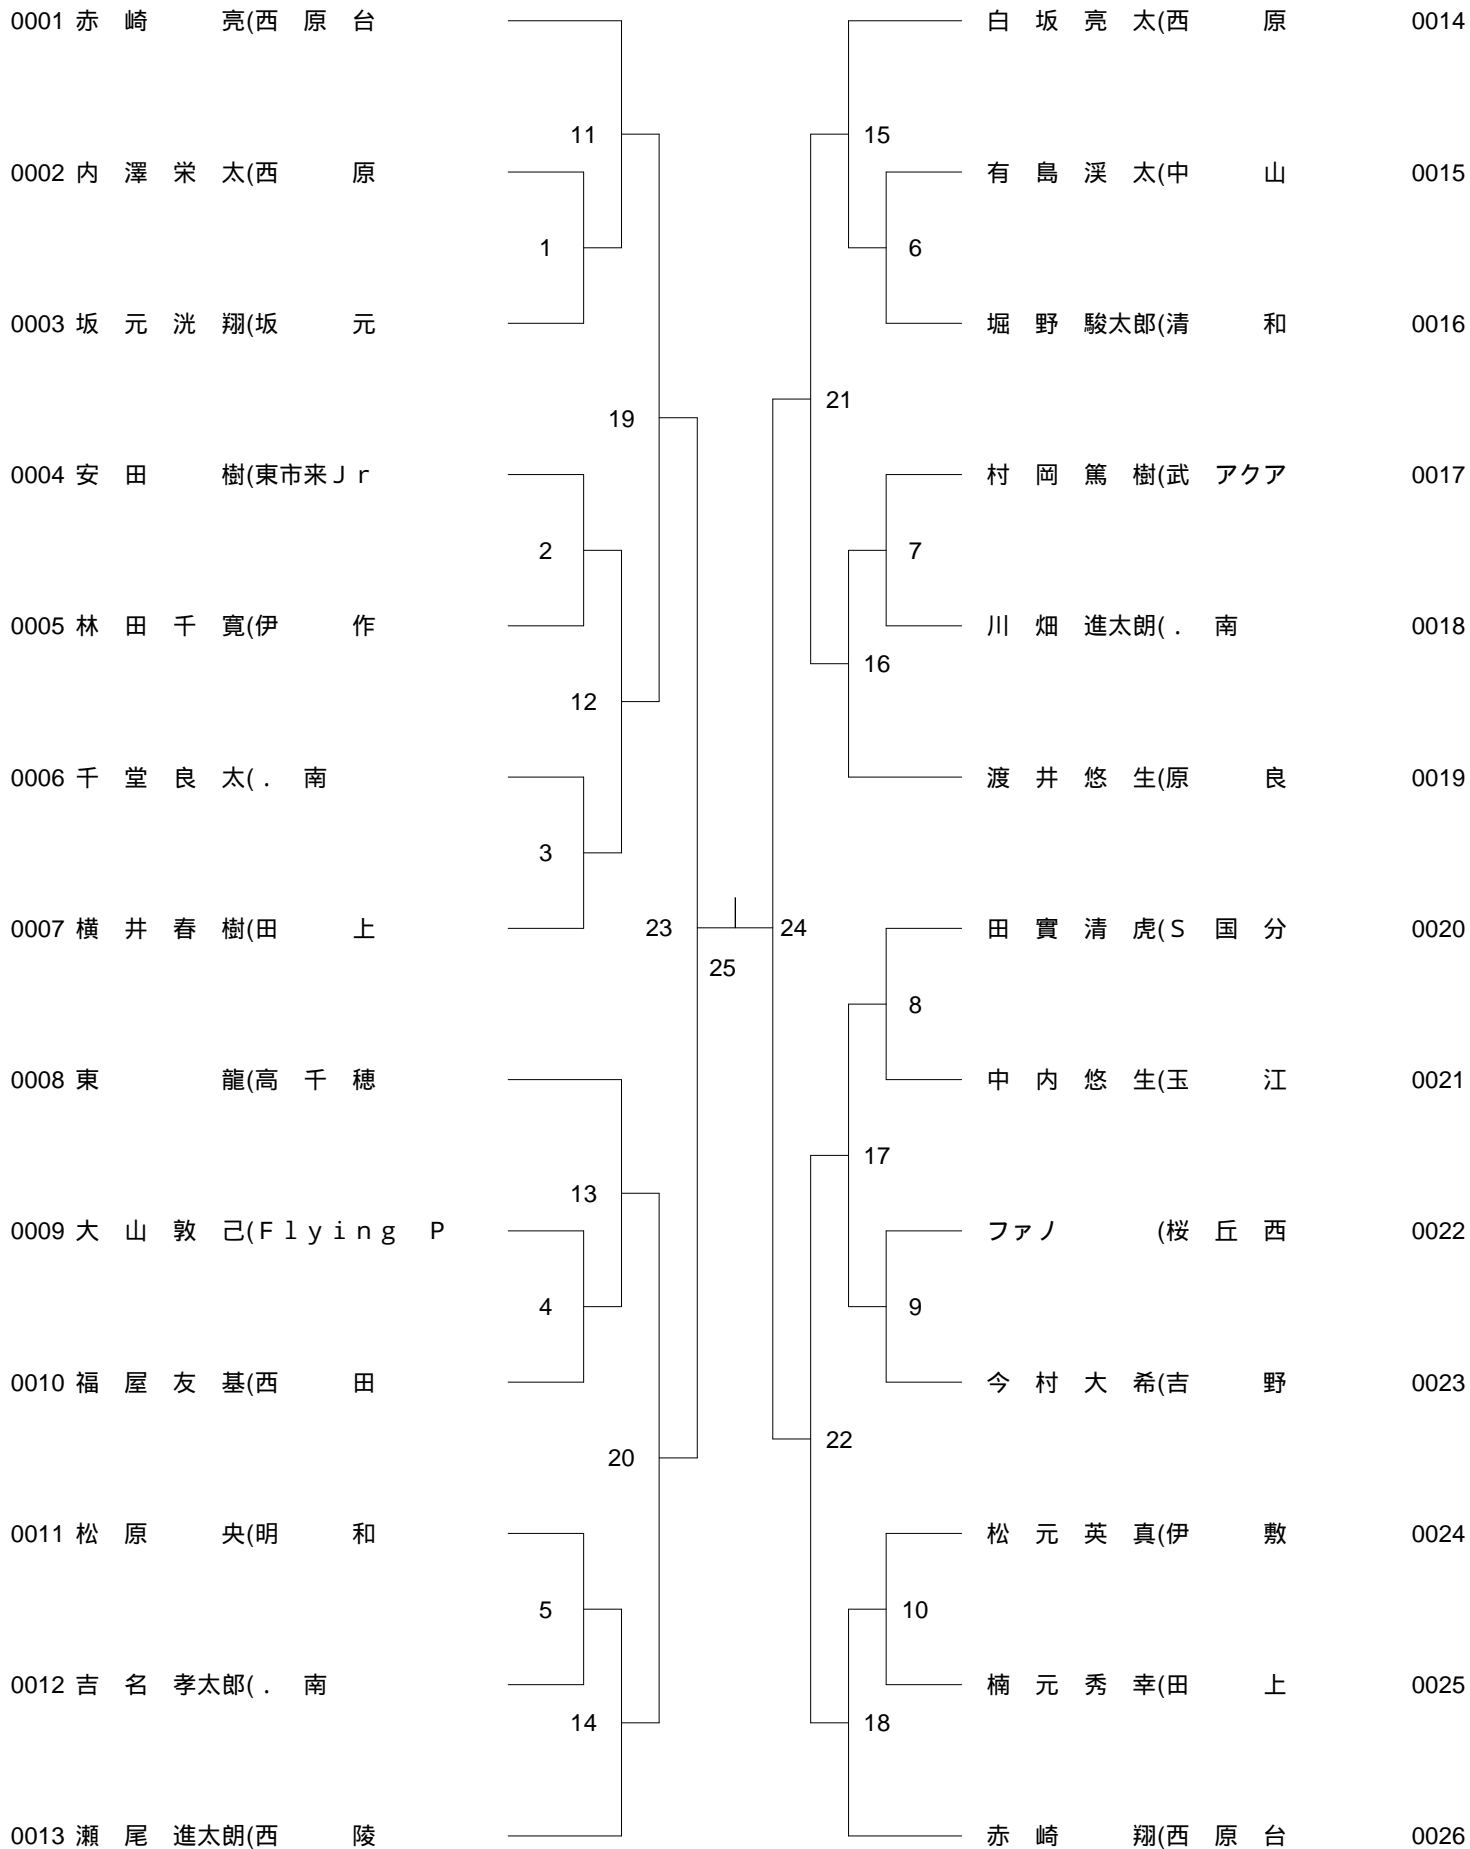 0001 赤 崎 亮(西 原 台
11
0002 内 澤 栄 太(西 原
1
0003 坂 元 洸 翔(坂 元
19
0004 安 田 樹(東市来Ｊｒ
2
0005 林 田 千 寛(伊 作
12
0006 千 堂 良 太(． 南
3
0007 横 井 春 樹(田 上
23
25
0008 東 龍(高 千 穂
13
0009 大 山 敦 己(Ｆｌｙｉｎｇ Ｐ
4
0010 福 屋 友 基(西 田
20
0011 松 原 央(明 和
5
0012 吉 名 孝太郎(． 南
14
0013 瀬 尾 進太朗(西 陵
白 坂 亮 太(西 原 0014
15
有 島 渓 太(中 山 0015
6
堀 野 駿太郎(清 和 0016
21
村 岡 篤 樹(武 アクア 0017
7
川 畑 進太朗(． 南 0018
16
渡 井 悠 生(原 良 0019
24
田 實 清 虎(Ｓ 国 分 0020
8
中 内 悠 生(玉 江 0021
17
ファノ (桜 丘 西 0022
9
今 村 大 希(吉 野 0023
22
松 元 英 真(伊 敷 0024
10
楠 元 秀 幸(田 上 0025
18
赤 崎 翔(西 原 台 0026